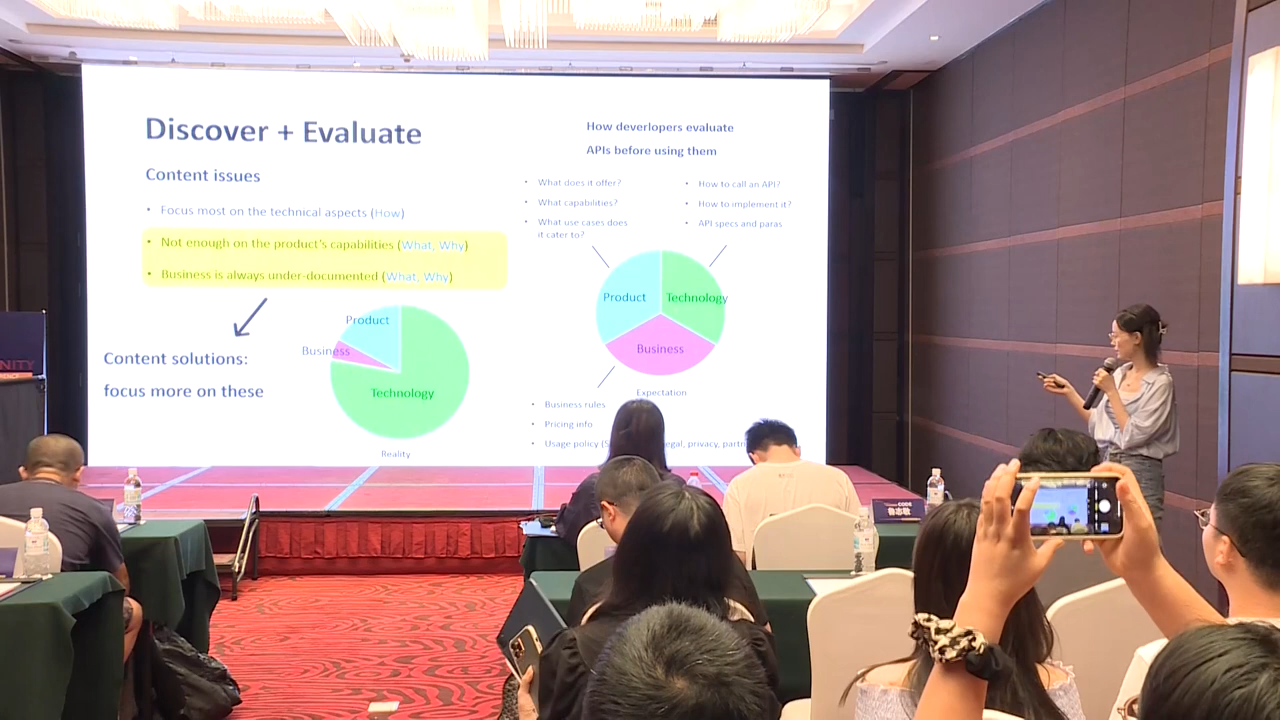 Discover + Evaluate
Content issues
• Focus most on the technical aspects (How)
• Not enough on the product's capabilities (What, Why)
• Business is always under-documented (What, Why)
Content solutions:
focus more on these
Product
Business
Technology
Reality
How deverlopers evaluate
APIs before using them
• What does it offer?
• What capabilities?
• What use cases does
it cater to?
• How to call an API?
• How to implement it?
• API specs and paras
Product
Technology
Business
Expectation
• Business rules
• Pricing info
• Usage policy (S legal, privacy,
NITY
CODE